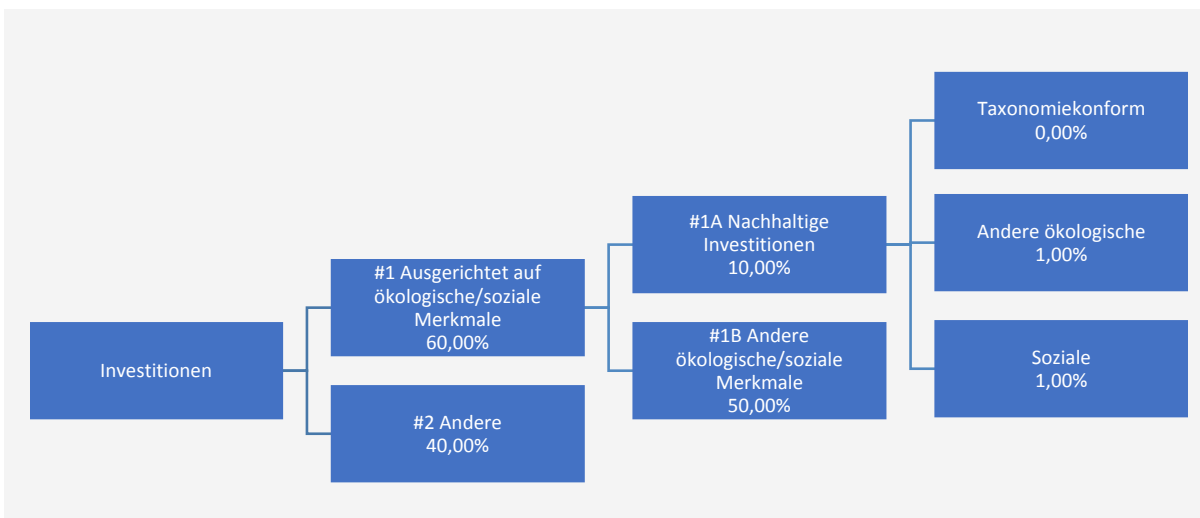 Investitionen
#1 Ausgerichtet auf
ökologische/soziale
Merkmale
60,00%
#2 Andere
40,00%
#1A Nachhaltige
Investitionen
10,00%
#1B Andere
ökologische/soziale
Merkmale
50,00%
Taxonomiekonform
0,00%
Andere ökologische
1,00%
Soziale
1,00%